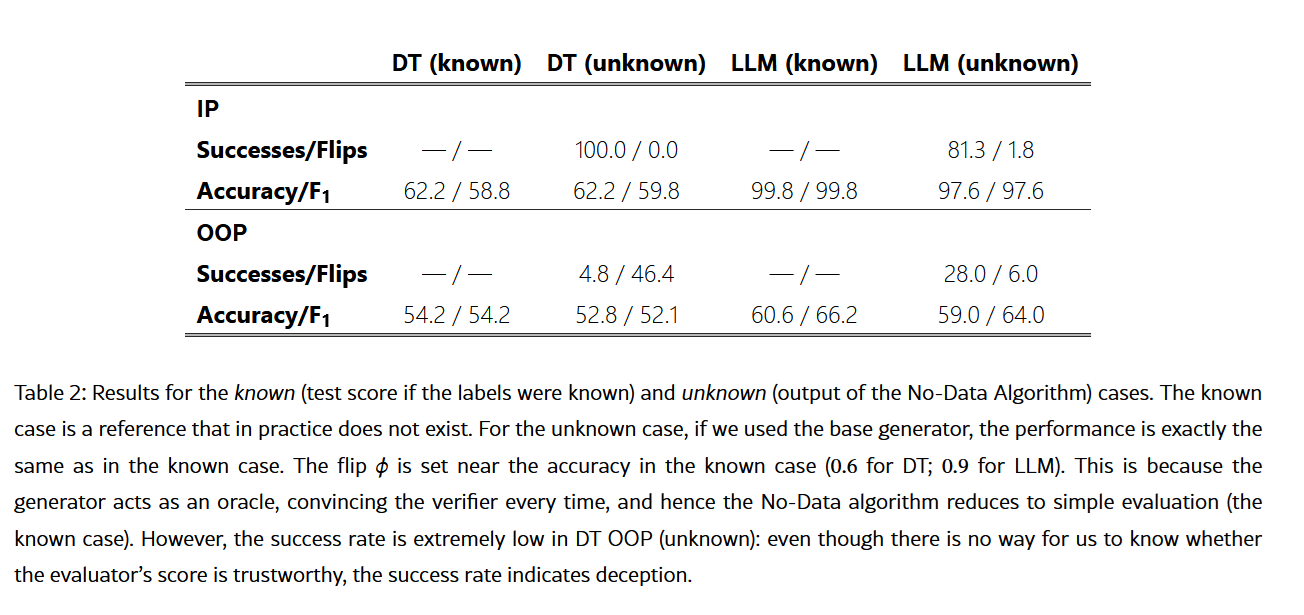 DT (known) DT (unknown) LLM (known) LLM (unknown)
IP
Successes/Flips — / — 100.0 / 0.0 — / — 81.3 / 1.8
Accuracy/F₁ 62.2 / 58.8 62.2 / 59.8 99.8 / 99.8 97.6 / 97.6
OOP
Successes/Flips — / — 4.8 / 46.4 — / — 28.0 / 6.0
Accuracy/F₁ 54.2 / 54.2 52.8 / 52.1 60.6 / 66.2 59.0 / 64.0
Table 2: Results for the known (test score if the labels were known) and unknown (output of the No-Data Algorithm) cases. The known
case is a reference that in practice does not exist. For the unknown case, if we used the base generator, the performance is exactly the
same as in the known case. The flip ϕ is set near the accuracy in the known case (0.6 for DT; 0.9 for LLM). This is because the
generator acts as an oracle, convincing the verifier every time, and hence the No-Data algorithm reduces to simple evaluation (the
known case). However, the success rate is extremely low in DT OOP (unknown): even though there is no way for us to know whether
the evaluator’s score is trustworthy, the success rate indicates deception.